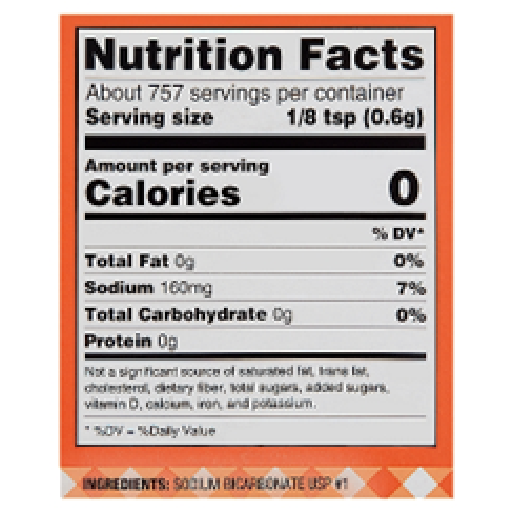 Nutrition Facts
About 757 servings per container
Serving size 1/8 tsp (0.6g)
Amount per serving
Calories 0
% DV*
Total Fat 0g 0%
Sodium 160mg 7%
Total Carbohydrate 0g 0%
Protein 0g
Not a significant source of saturated fat, trans fat,
cholesterol, dietary fiber, total sugars, added sugars,
vitamin D, calcium, iron, and potassium.
* %DV = %Daily Value
INGREDIENTS: SODIUM BICARBONATE USP #1